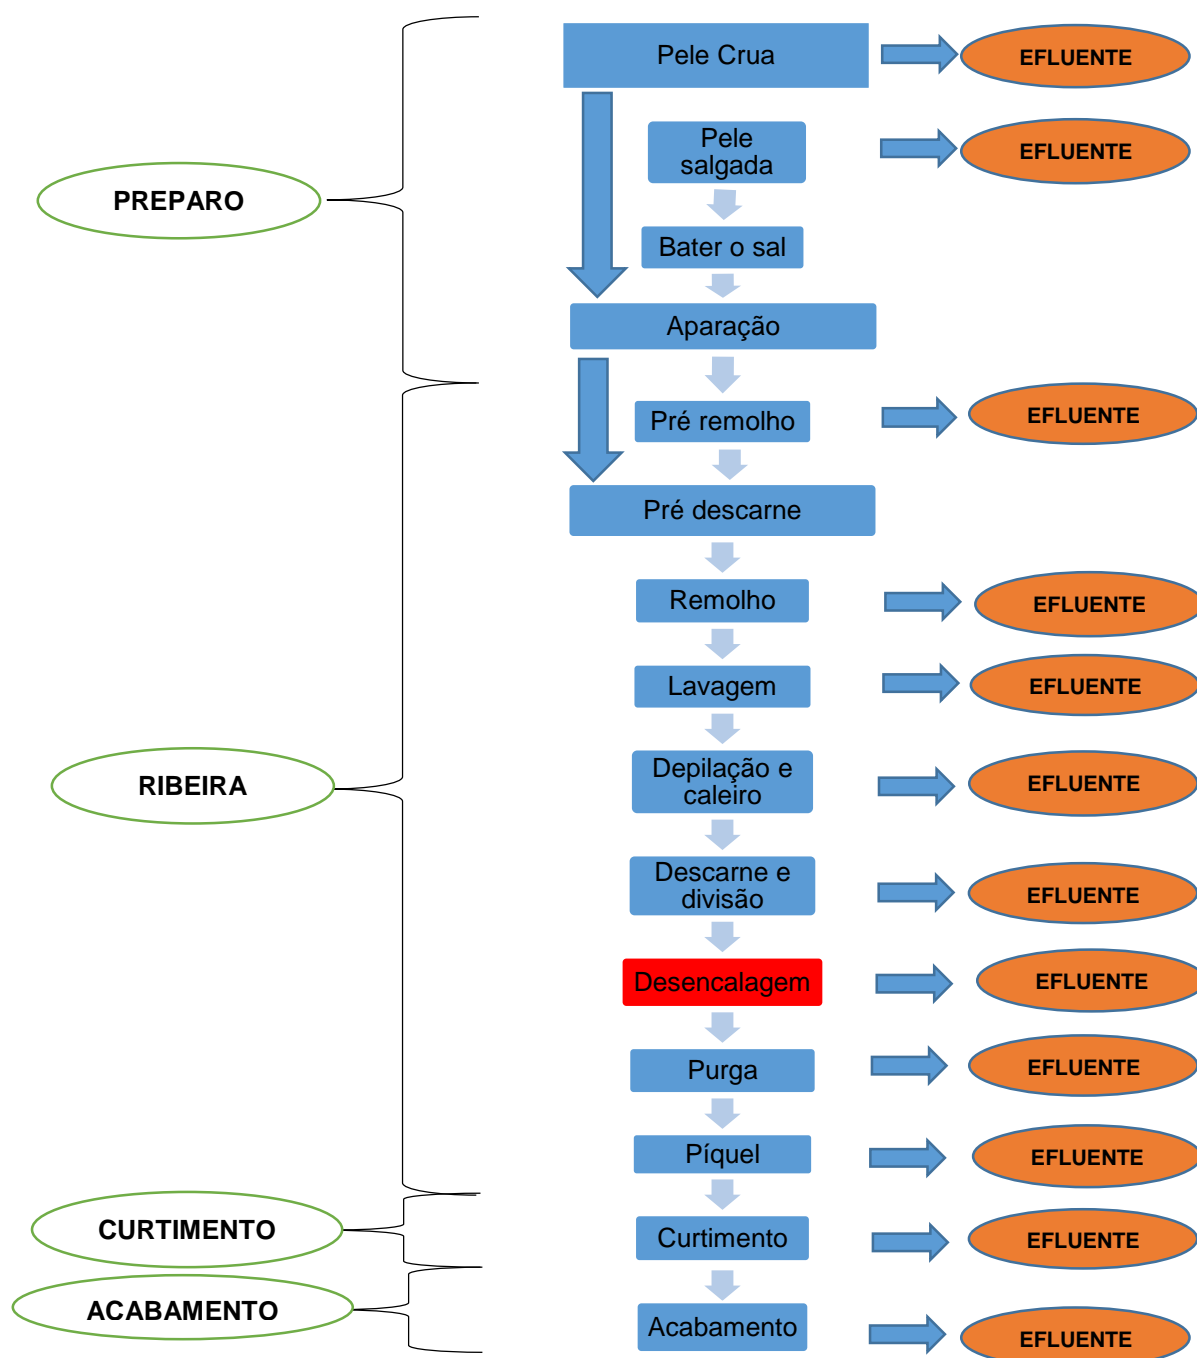 Pele Crua
EFLUENTE
Pele
salgada
EFLUENTE
PREPARO
Bater o sal
Aparação
Pré remolho
EFLUENTE
Pré descarne
Remolho
EFLUENTE
Lavagem
EFLUENTE
RIBEIRA
Depilação e
caleiro
EFLUENTE
Descarne e
divisão
EFLUENTE
Desencalagem
EFLUENTE
Purga
EFLUENTE
Píquel
EFLUENTE
CURTIMENTO
Curtimento
EFLUENTE
ACABAMENTO
Acabamento
EFLUENTE